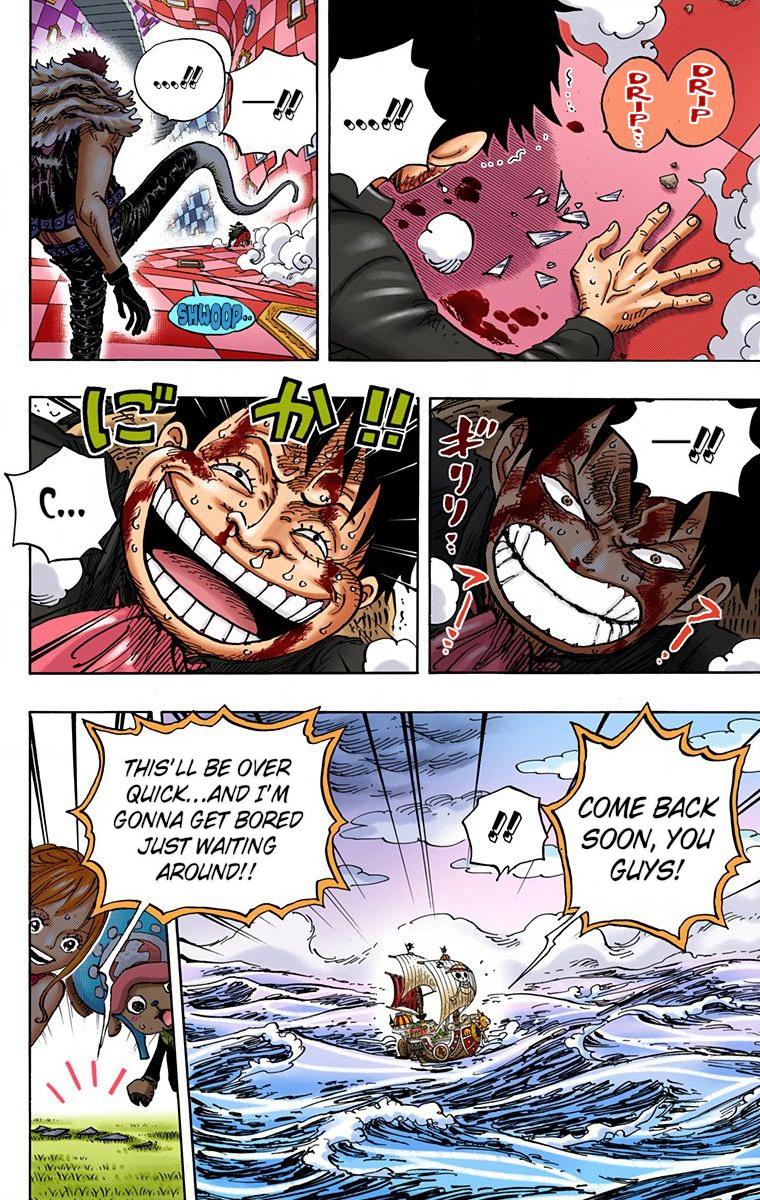 DRIP
DRIP...
...!!
—!!
...!!
SHWOOP..
—!!
ギリリ…
にか!!
C...
COME BACK
SOON, YOU
GUYS!
!!
THIS'LL BE OVER
QUICK...AND I'M
GONNA GET BORED
JUST WAITING
AROUND!!